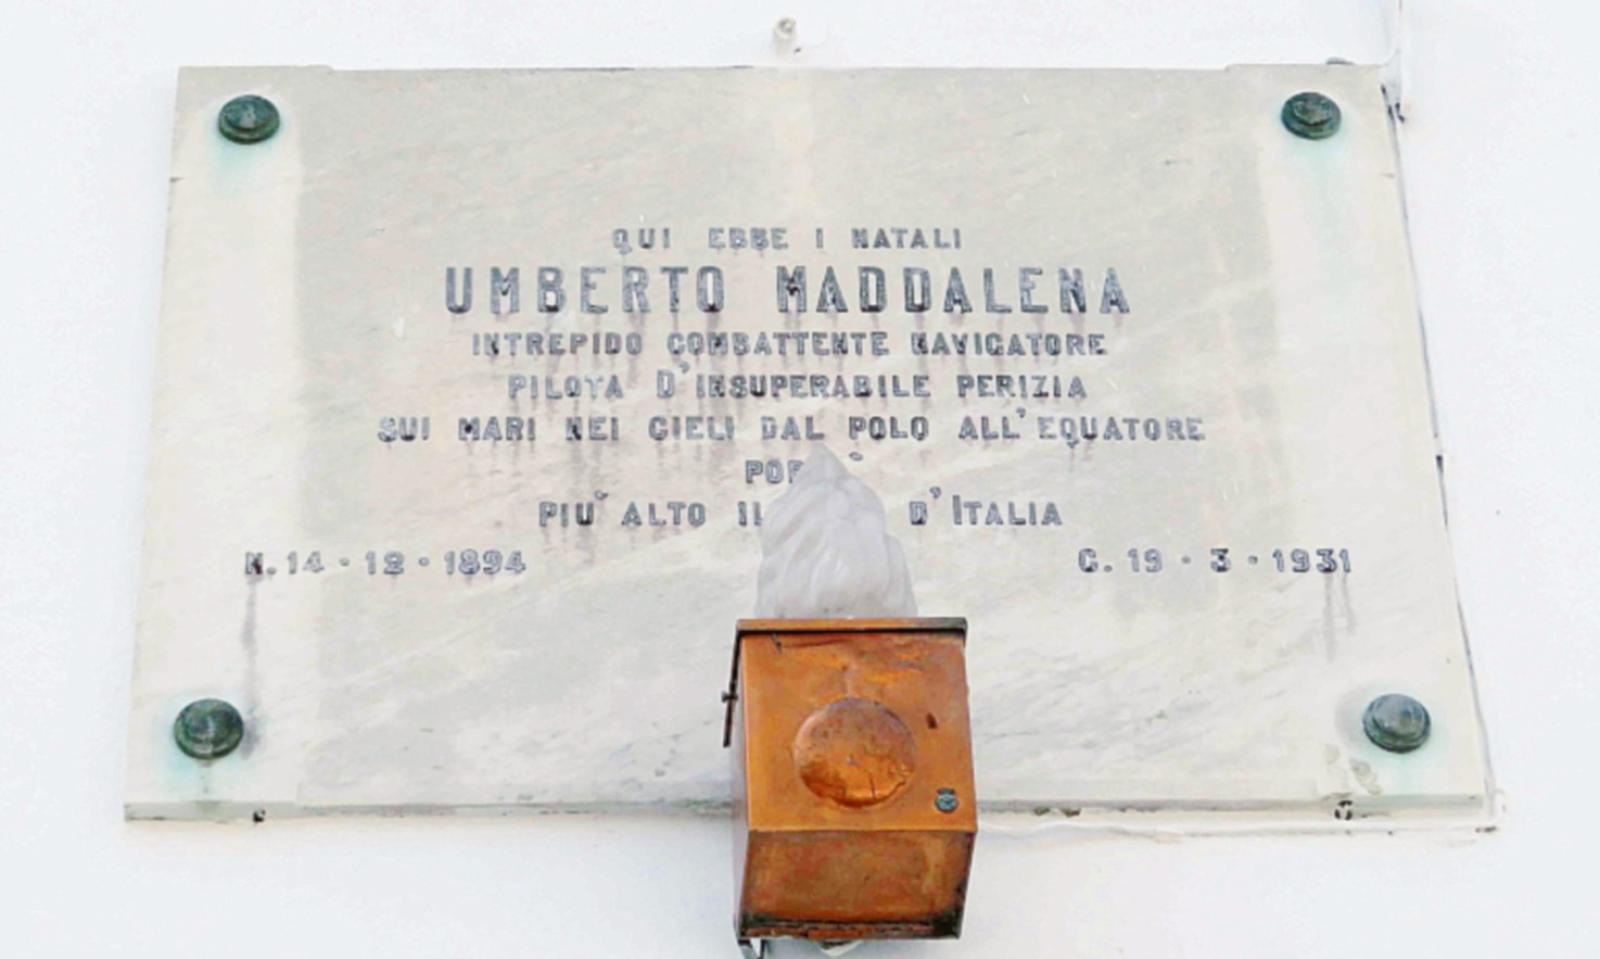 QUI EBBE I NATALI
UMBERTO MADDALENA
INTREPIDO COMBATTENTE NAVIGATORE
PILOTA D'INSUPERABILE PERIZIA
SUI MARI NEI CIELI DAL POLO ALL'EQUATORE
PIU' ALTO IL D'ITALIA
N. 14 · 12 · 1894 C. 19 · 3 · 1931